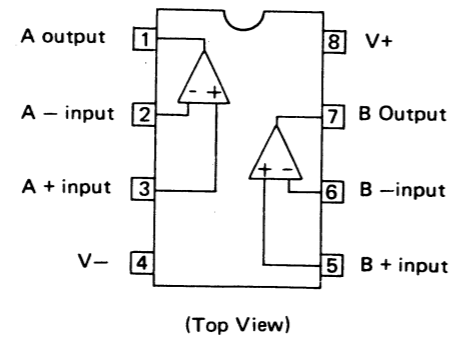 A output 1 8 V+
- +
A – input 2 7 B Output
+ –
A + input 3 6 B –input
V– 4 5 B + input
(Top View)